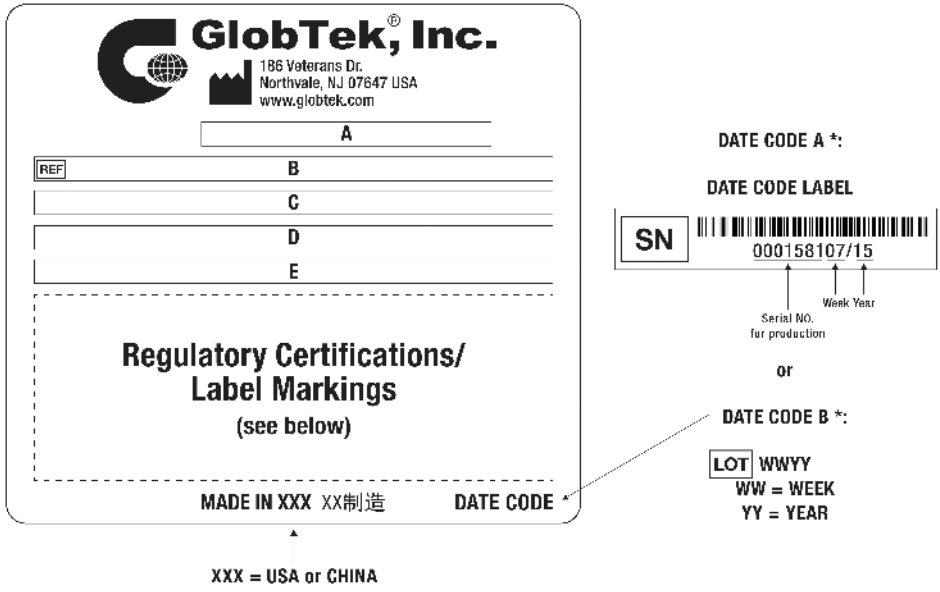 GlobTek,® Inc.
186 Veterans Dr.
Northvale, NJ 07647 USA
www.globtek.com
A
REF B
C
D
E
Regulatory Certifications/
Label Markings
(see below)
MADE IN XXX XX制造 DATE CODE
XXX = USA or CHINA
DATE CODE A *:
DATE CODE LABEL
SN
000158107/15
Week Year
Serial NO.
for production
or
DATE CODE B *:
LOT WWYY
WW = WEEK
YY = YEAR